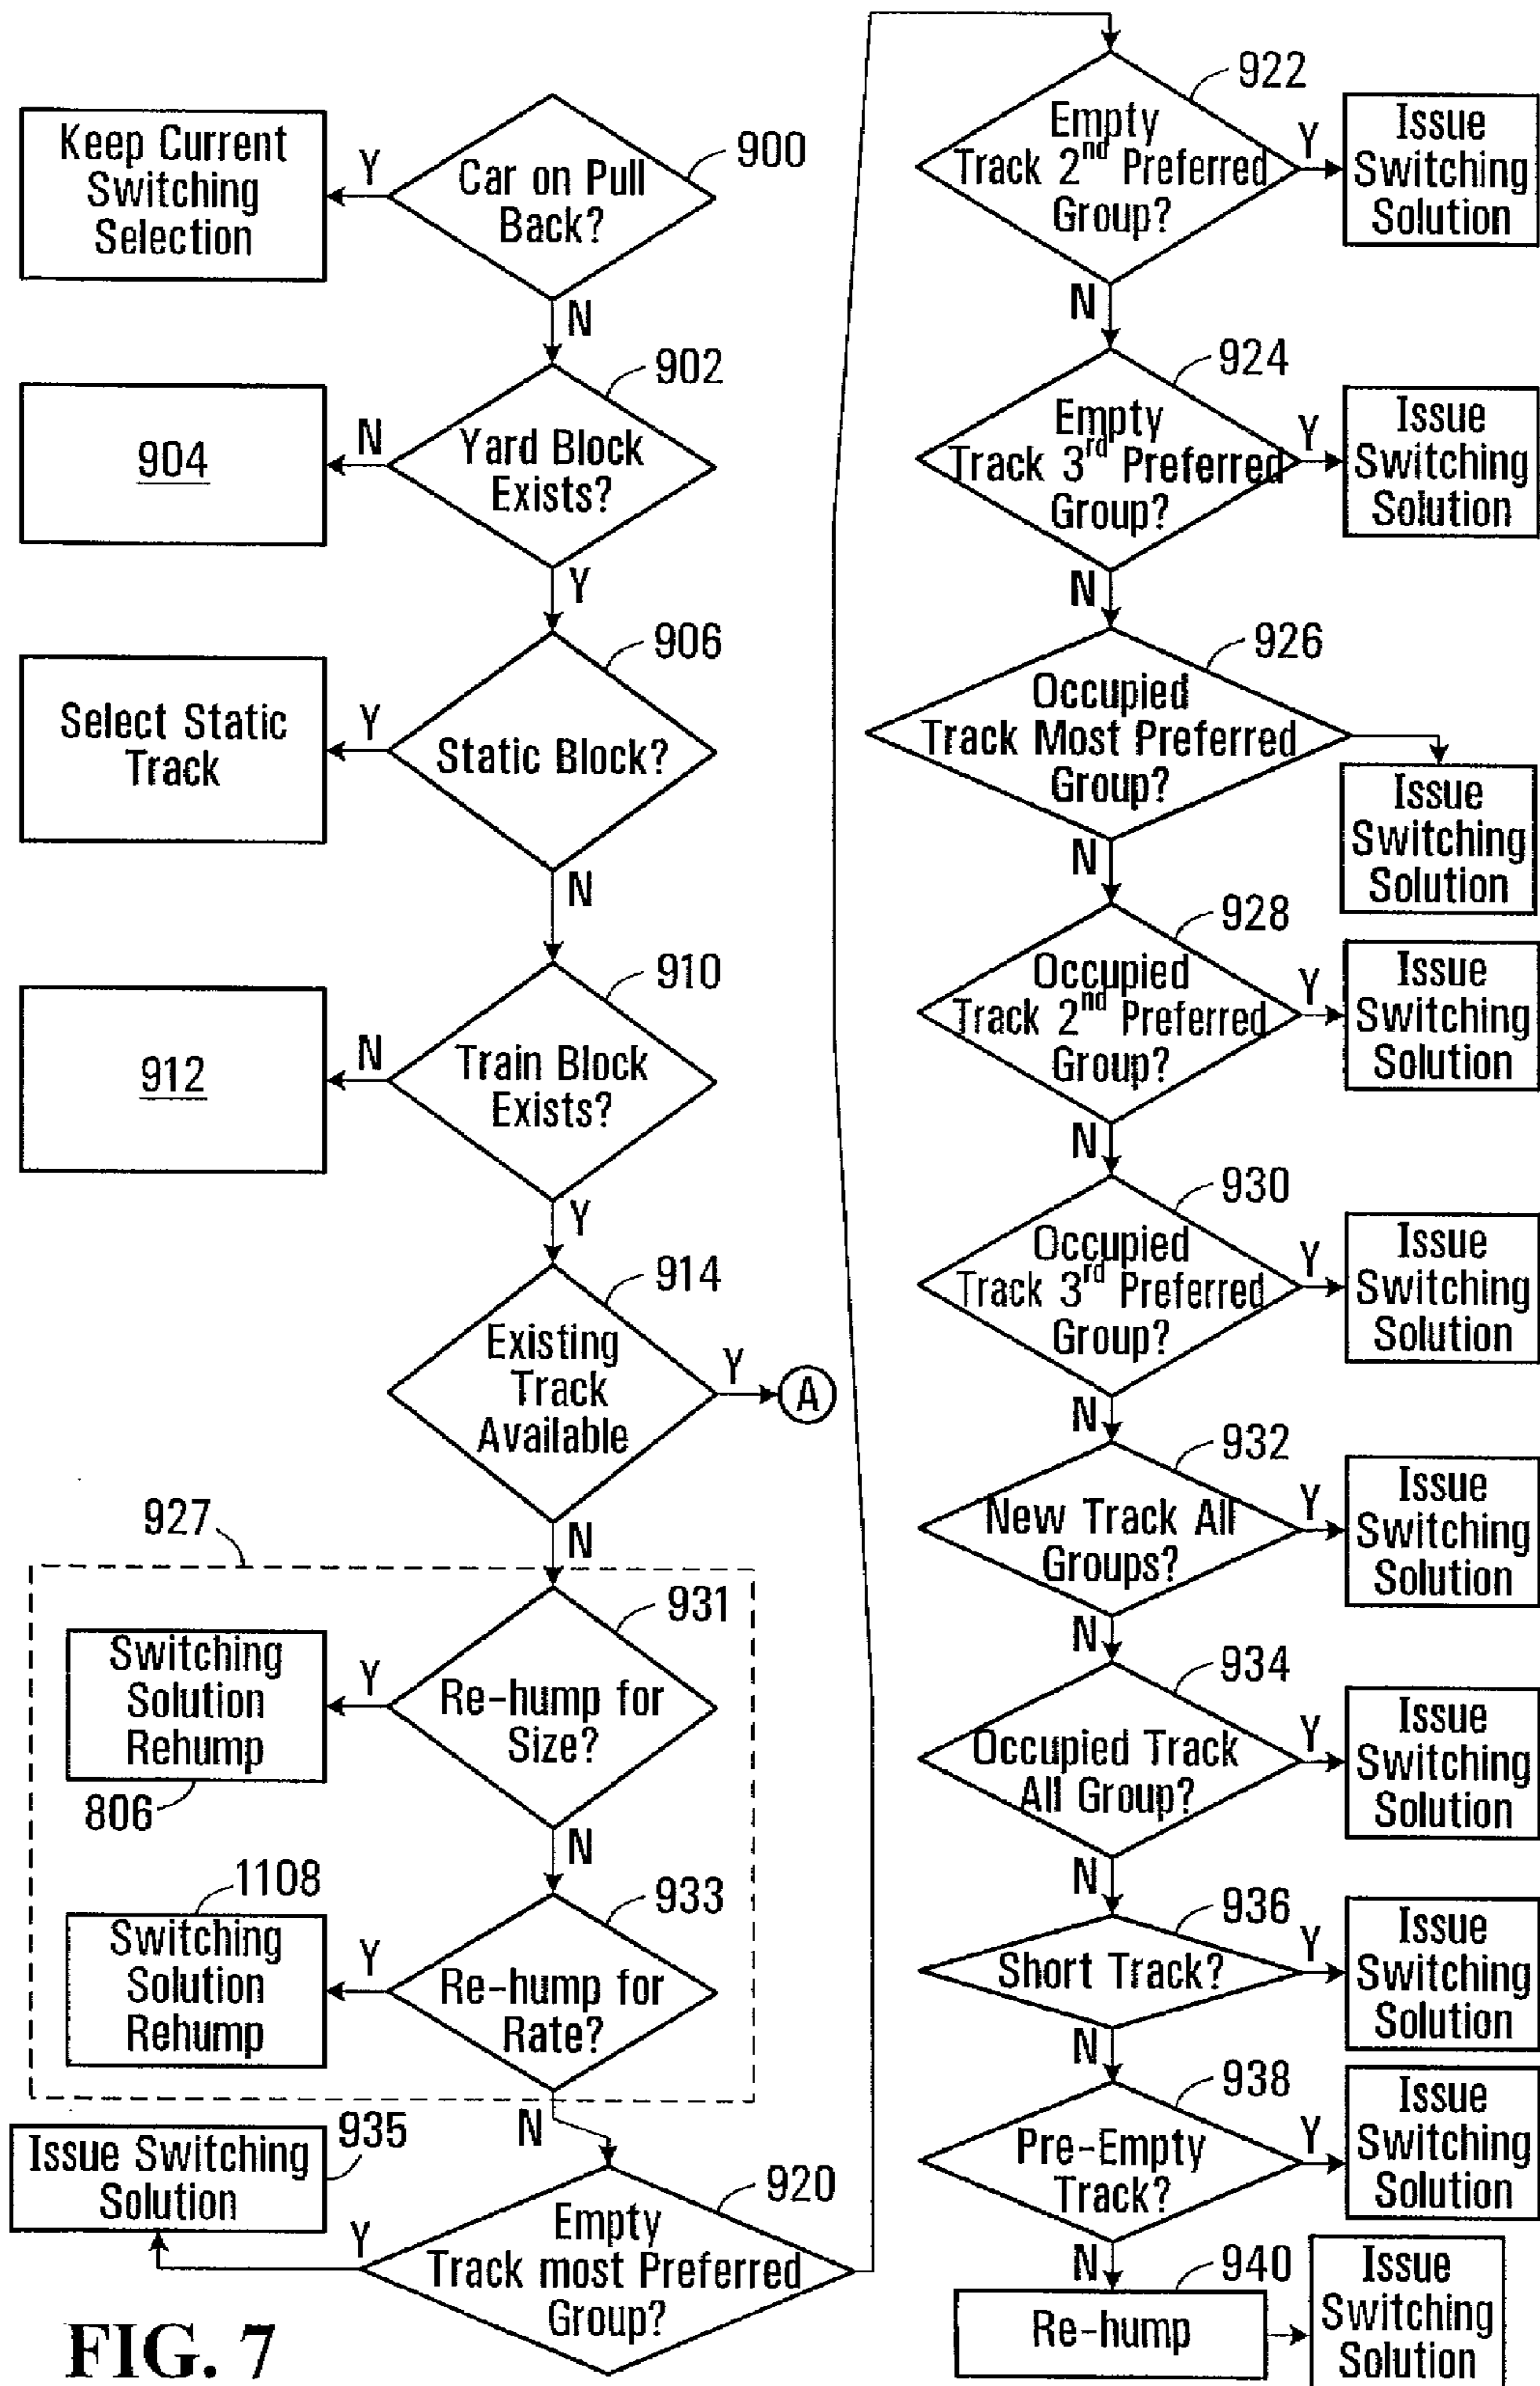 Keep Current
Switching
Selection
Y
Car on Pull
Back?
900
N
904
N
Yard Block
Exists?
902
Y
Select Static
Track
Y
Static Block?
906
N
912
N
Train Block
Exists?
910
Y
Existing
Track
Available
914
Y
A
N
927
Switching
Solution
Rehump
806
Y
Re-hump for
Size?
931
N
1108
Switching
Solution
Rehump
Y
Re-hump for
Rate?
933
N
Issue Switching
Solution
935
Y
Empty
Track most Preferred
Group?
920
Empty
Track 2nd Preferred
Group?
922
Y
Issue
Switching
Solution
N
Empty
Track 3rd Preferred
Group?
924
Y
Issue
Switching
Solution
N
Occupied
Track Most Preferred
Group?
926
Issue
Switching
Solution
N
Occupied
Track 2nd Preferred
Group?
928
Y
Issue
Switching
Solution
N
Occupied
Track 3rd Preferred
Group?
930
Y
Issue
Switching
Solution
N
New Track All
Groups?
932
Y
Issue
Switching
Solution
N
Occupied Track
All Group?
934
Y
Issue
Switching
Solution
N
Short Track?
936
Y
Issue
Switching
Solution
N
Pre-Empty
Track?
938
Y
Issue
Switching
Solution
N
Re-hump
940
Issue
Switching
Solution
FIG. 7